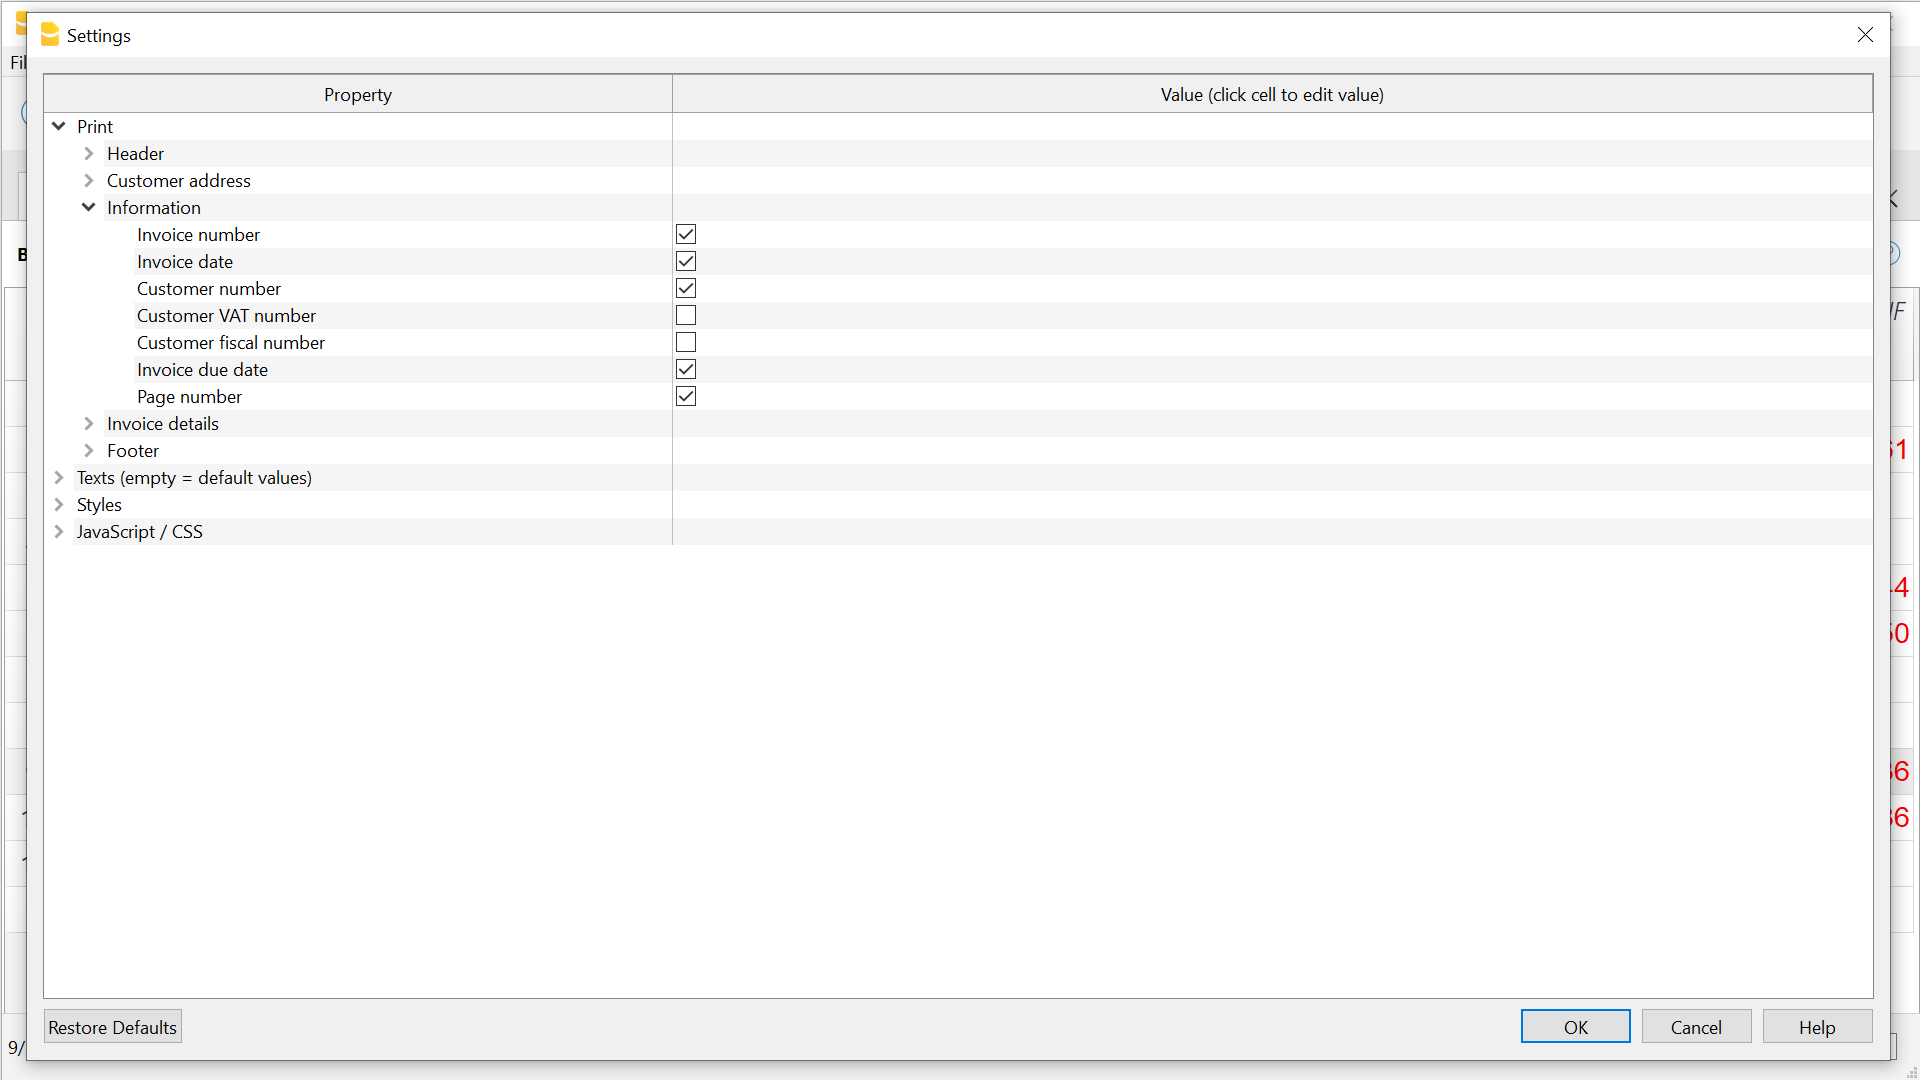 Settings
Property
Value (click cell to edit value)
Print
Header
Customer address
Information
Invoice number
Invoice date
Customer number
Customer VAT number
Customer fiscal number
Invoice due date
Page number
Invoice details
Footer
Texts (empty = default values)
Styles
JavaScript / CSS
Restore Defaults
OK
Cancel
Help
9/